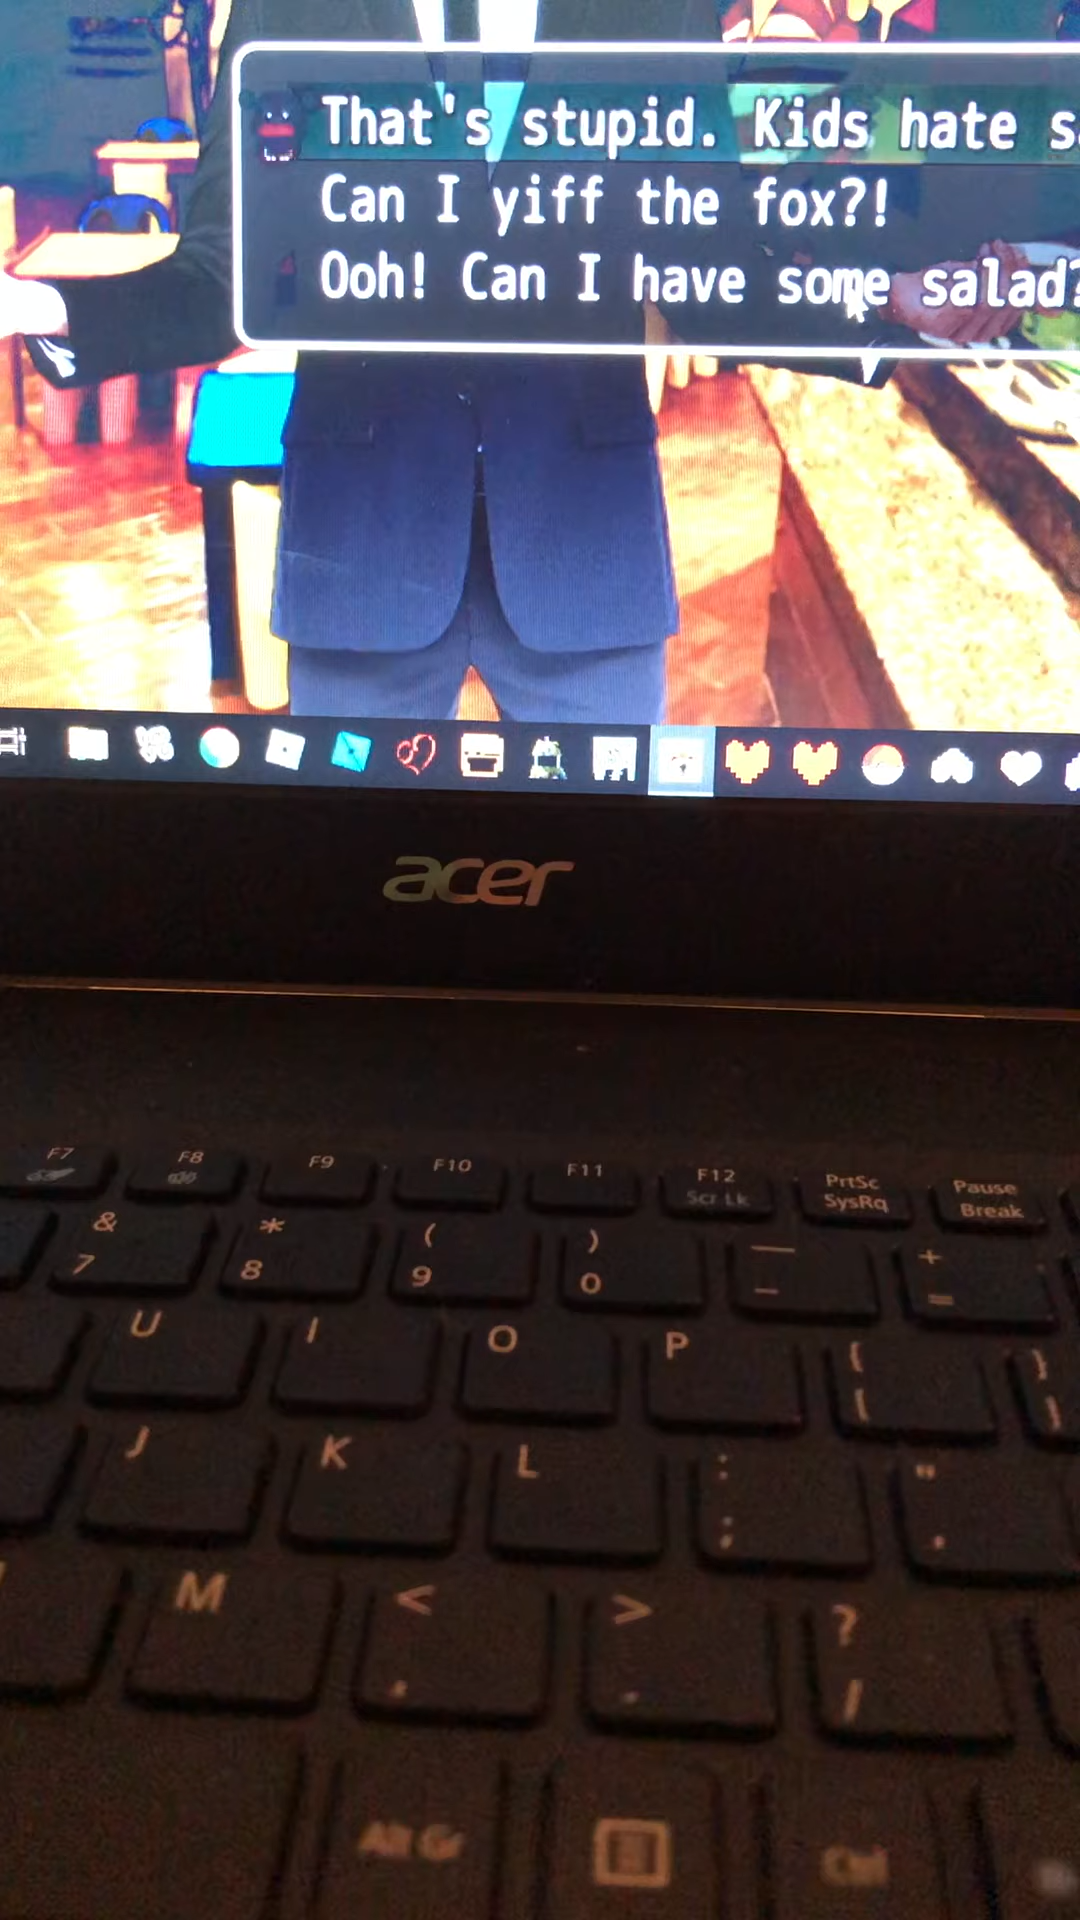 That's stupid. Kids hate s
Can I yiff the fox?!
Ooh! Can I have some salad?
acer
F7 F8 F9 F10 F11 F12 PrtSc Pause
Scr Lk SysRq Break
& * ( ) — +
7 8 9 0 - =
U I O P { }
[ ]
J K L : "
; '
M < > ?
, . /
Alt Gr Ctrl